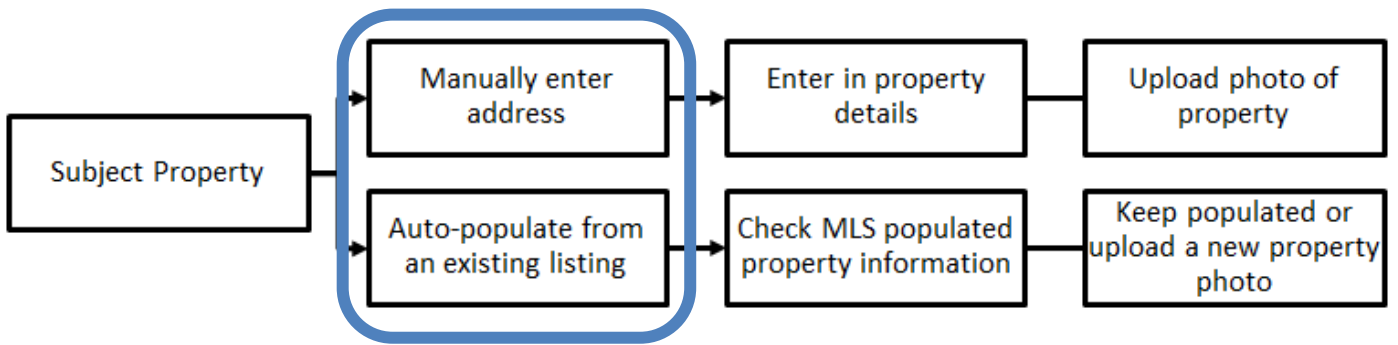 Subject Property
Manually enter
address
Enter in property
details
Upload photo of
property
Auto-populate from
an existing listing
Check MLS populated
property information
Keep populated or
upload a new property
photo